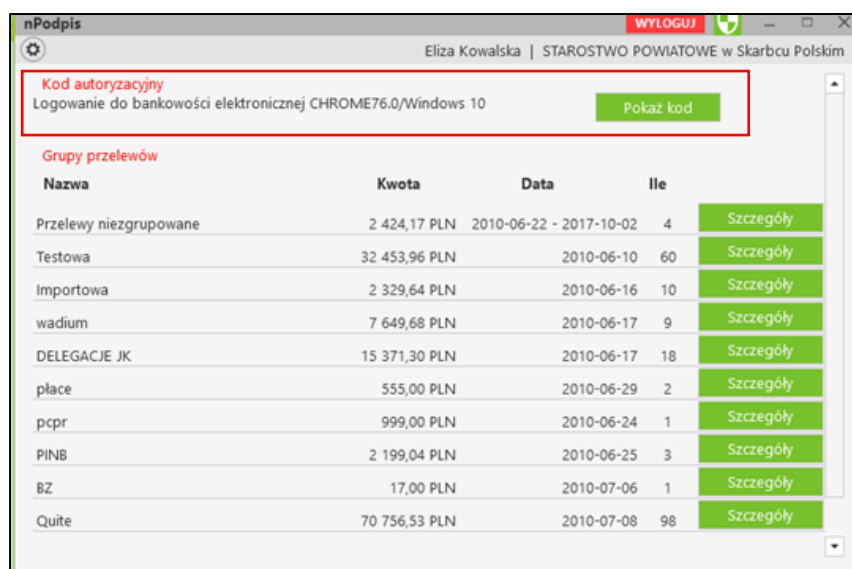 nPodpis WYLOGUJ
Eliza Kowalska | STAROSTWO POWIATOWE w Skarbcu Polskim
Kod autoryzacyjny
Logowanie do bankowości elektronicznej CHROME76.0/Windows 10 Pokaż kod
Grupy przelewów
Nazwa Kwota Data Ile
Przelewy niezgrupowane 2 424,17 PLN 2010-06-22 - 2017-10-02 4 Szczegóły
Testowa 32 453,96 PLN 2010-06-10 60 Szczegóły
Importowa 2 329,64 PLN 2010-06-16 10 Szczegóły
wadium 7 649,68 PLN 2010-06-17 9 Szczegóły
DELEGACJE JK 15 371,30 PLN 2010-06-17 18 Szczegóły
płace 555,00 PLN 2010-06-29 2 Szczegóły
pcpr 999,00 PLN 2010-06-24 1 Szczegóły
PINB 2 199,04 PLN 2010-06-25 3 Szczegóły
BZ 17,00 PLN 2010-07-06 1 Szczegóły
Quite 70 756,53 PLN 2010-07-08 98 Szczegóły